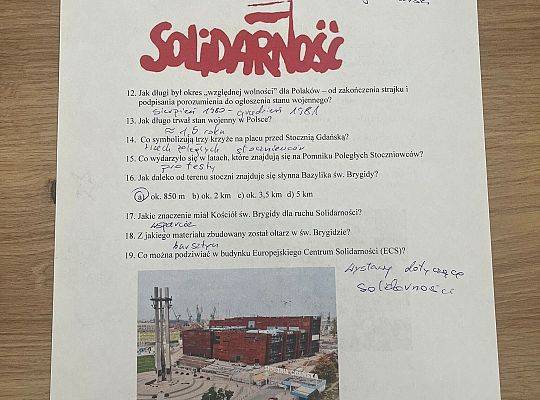 SOLIDARNOŚĆ
12. Jak długi był okres „względnej wolności” dla Polaków – od zakończenia strajku i
podpisania porozumienia do ogłoszenia stanu wojennego?
sierpień 1980 - grudzień 1981
13. Jak długo trwał stan wojenny w Polsce?
≈ 1,5 roku
14. Co symbolizują trzy krzyże na placu przed Stocznią Gdańską?
trzech poległych stoczniowców
15. Co wydarzyło się w latach, które znajdują się na Pomniku Poległych Stoczniowców?
protesty
16. Jak daleko od terenu stoczni znajduje się słynna Bazylika św. Brygidy?
a) ok. 850 m b) ok. 2 km c) ok. 3,5 km d) 5 km
17. Jakie znaczenie miał Kościół św. Brygidy dla ruchu Solidarności?
wsparcie
18. Z jakiego materiału zbudowany został ołtarz w św. Brygidzie?
bursztyn
19. Co można podziwiać w budynku Europejskiego Centrum Solidarności (ECS)?
wystawy dotyczące
solidarności
STOCZNIA GDAŃSKA